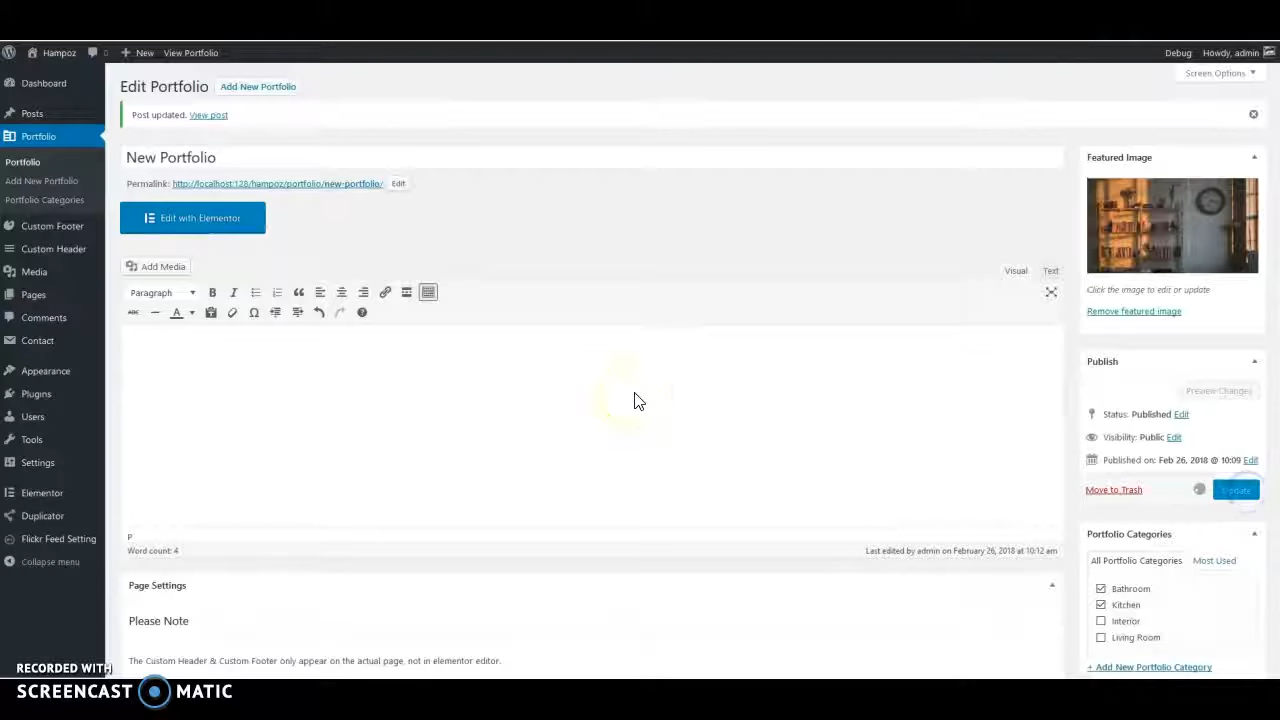 Hampoz
New
View Portfolio
Debug
Howdy, admin
Screen Options
Dashboard
Posts
Portfolio
Portfolio
Add New Portfolio
Portfolio Categories
Custom Footer
Custom Header
Media
Pages
Comments
Contact
Appearance
Plugins
Users
Tools
Settings
Elementor
Duplicator
Flickr Feed Setting
Collapse menu
Edit Portfolio
Add New Portfolio
Post updated. View post
New Portfolio
Permalink: http://localhost:128/hampoz/portfolio/new-portfolio/ Edit
Edit with Elementor
Add Media
Visual
Text
Paragraph
B
I
ABC
A
Ω
P
Word count: 4
Last edited by admin on February 26, 2018 at 10:12 am
Page Settings
Please Note
The Custom Header & Custom Footer only appear on the actual page, not in elementor editor.
Featured Image
Click the image to edit or update
Remove featured image
Publish
Preview Changes
Status: Published Edit
Visibility: Public Edit
Published on: Feb 26, 2018 @ 10:09 Edit
Move to Trash
Update
Portfolio Categories
All Portfolio Categories
Most Used
Bathroom
Kitchen
Interior
Living Room
+ Add New Portfolio Category
RECORDED WITH
SCREENCAST MATIC